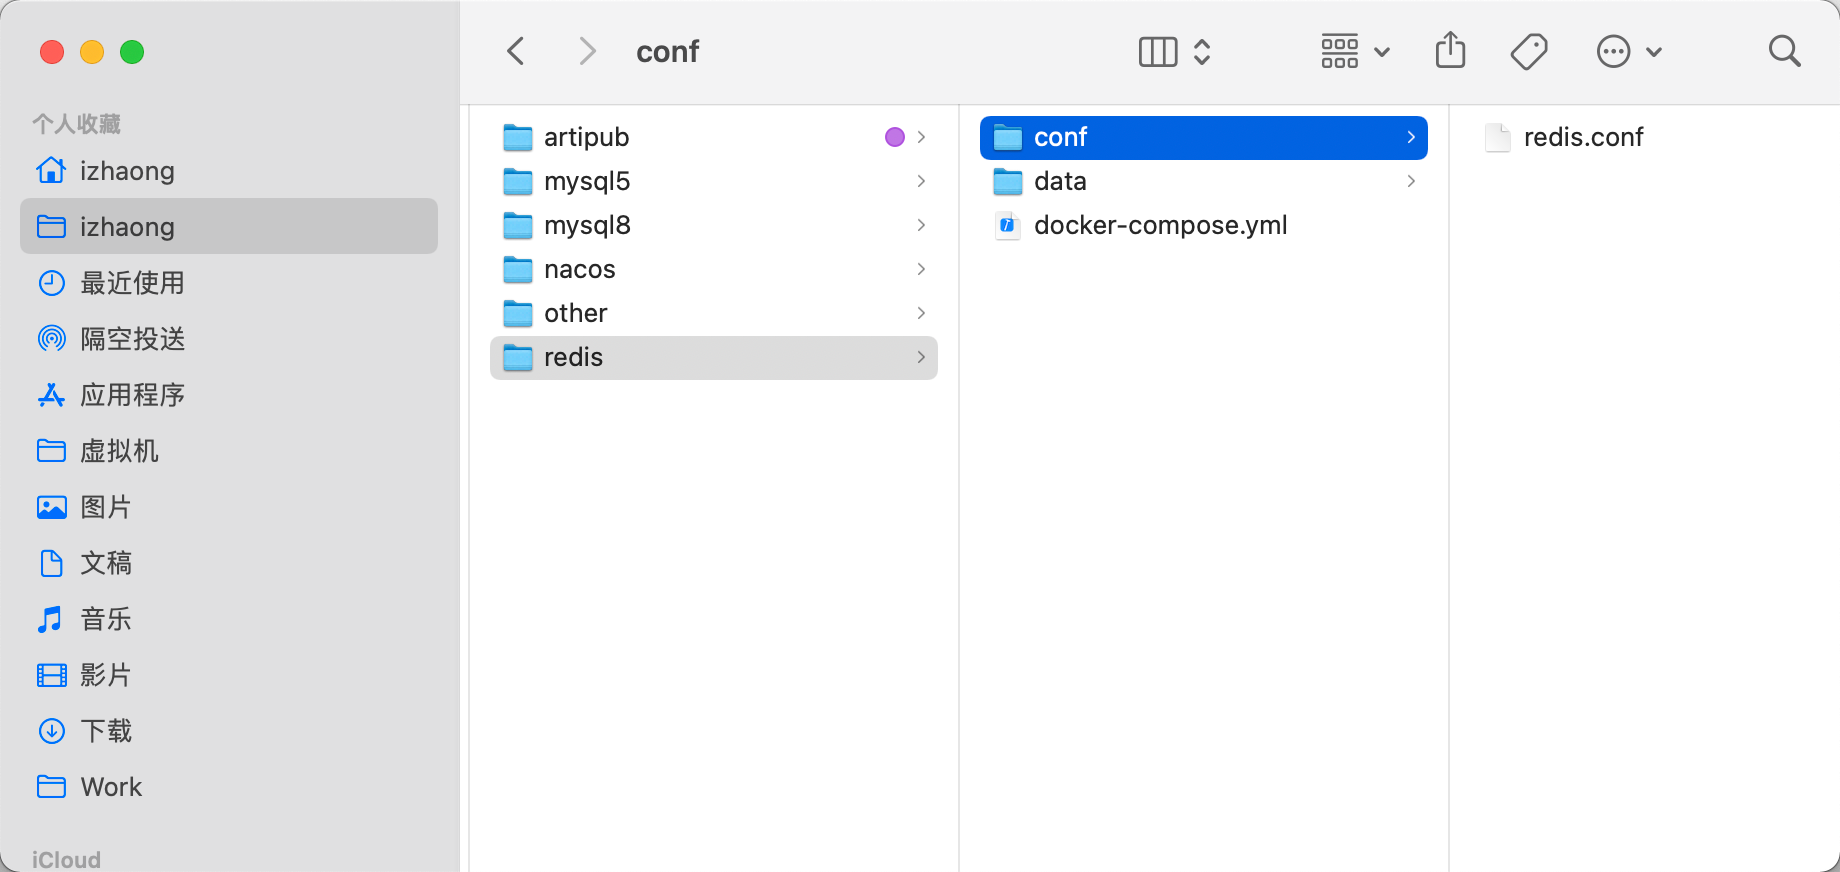 conf
个人收藏
izhaong
izhaong
最近使用
隔空投送
应用程序
虚拟机
图片
文稿
音乐
影片
下载
Work
iCloud
artipub
mysql5
mysql8
nacos
other
redis
conf
data
docker-compose.yml
redis.conf